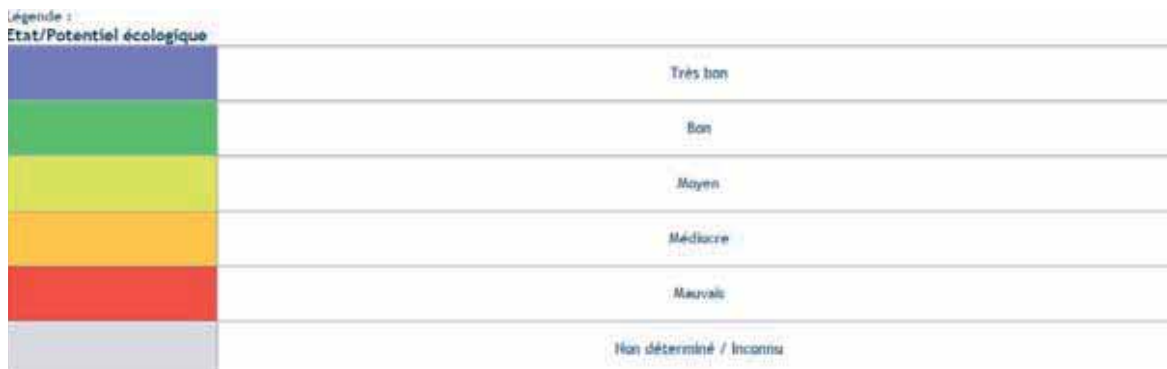 Légende :
Etat/Potentiel écologique
Très bon
Bon
Moyen
Médiocre
Mauvais
Non déterminé / Inconnu